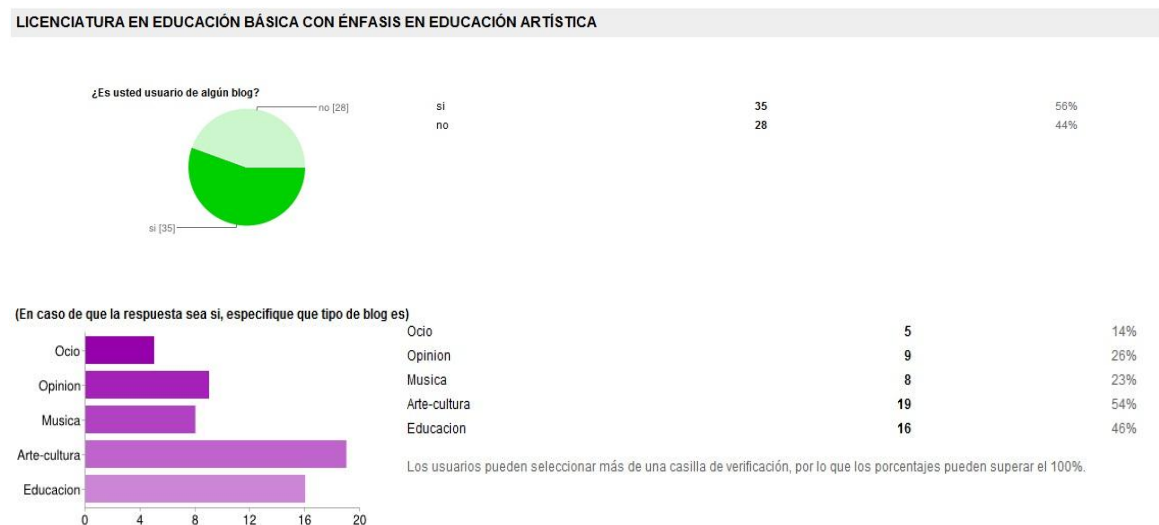 LICENCIATURA EN EDUCACIÓN BÁSICA CON ÉNFASIS EN EDUCACIÓN ARTÍSTICA
¿Es usted usuario de algún blog?
no [28]
si [35]
si 35 56%
no 28 44%
(En caso de que la respuesta sea si, especifique que tipo de blog es)
Ocio
Opinion
Musica
Arte-cultura
Educacion
0 4 8 12 16 20
Ocio 5 14%
Opinion 9 26%
Musica 8 23%
Arte-cultura 19 54%
Educacion 16 46%
Los usuarios pueden seleccionar más de una casilla de verificación, por lo que los porcentajes pueden superar el 100%.